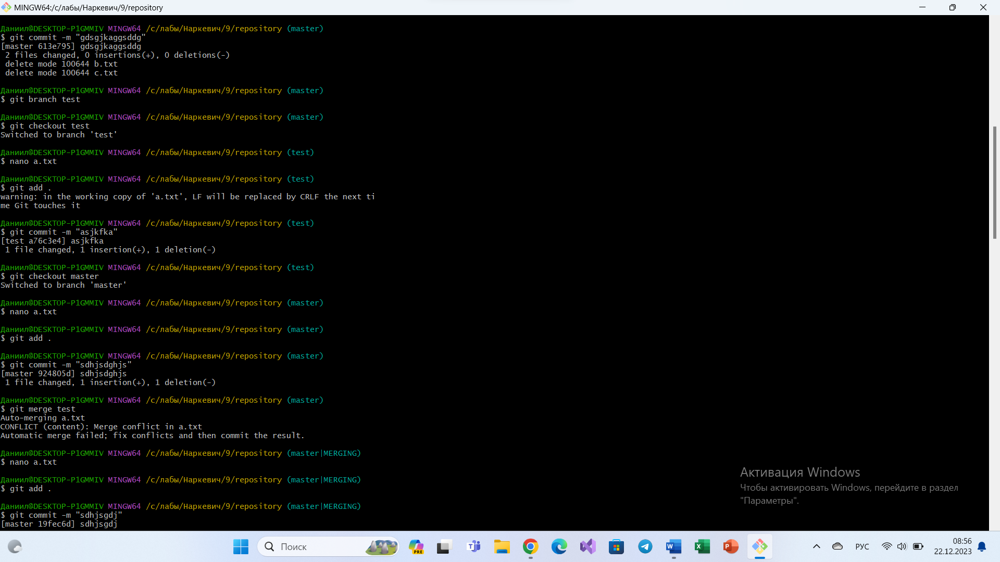 MINGW64:/c/лабы/Наркевич/9/repository
Даниил@DESKTOP-P1GMMIV MINGW64 /c/лабы/Наркевич/9/repository (master)
$ git commit -m "gdsgjkaggsddg"
[master 613e795] gdsgjkaggsddg
 2 files changed, 0 insertions(+), 0 deletions(-)
 delete mode 100644 b.txt
 delete mode 100644 c.txt
Даниил@DESKTOP-P1GMMIV MINGW64 /c/лабы/Наркевич/9/repository (master)
$ git branch test
Даниил@DESKTOP-P1GMMIV MINGW64 /c/лабы/Наркевич/9/repository (master)
$ git checkout test
Switched to branch 'test'
Даниил@DESKTOP-P1GMMIV MINGW64 /c/лабы/Наркевич/9/repository (test)
$ nano a.txt
Даниил@DESKTOP-P1GMMIV MINGW64 /c/лабы/Наркевич/9/repository (test)
$ git add .
warning: in the working copy of 'a.txt', LF will be replaced by CRLF the next ti
me Git touches it
Даниил@DESKTOP-P1GMMIV MINGW64 /c/лабы/Наркевич/9/repository (test)
$ git commit -m "asjkfka"
[test a76c3e4] asjkfka
 1 file changed, 1 insertion(+), 1 deletion(-)
Даниил@DESKTOP-P1GMMIV MINGW64 /c/лабы/Наркевич/9/repository (test)
$ git checkout master
Switched to branch 'master'
Даниил@DESKTOP-P1GMMIV MINGW64 /c/лабы/Наркевич/9/repository (master)
$ nano a.txt
Даниил@DESKTOP-P1GMMIV MINGW64 /c/лабы/Наркевич/9/repository (master)
$ git add .
Даниил@DESKTOP-P1GMMIV MINGW64 /c/лабы/Наркевич/9/repository (master)
$ git commit -m "sdhjsdghjs"
[master 924805d] sdhjsdghjs
 1 file changed, 1 insertion(+), 1 deletion(-)
Даниил@DESKTOP-P1GMMIV MINGW64 /c/лабы/Наркевич/9/repository (master)
$ git merge test
Auto-merging a.txt
CONFLICT (content): Merge conflict in a.txt
Automatic merge failed; fix conflicts and then commit the result.
Даниил@DESKTOP-P1GMMIV MINGW64 /c/лабы/Наркевич/9/repository (master|MERGING)
$ nano a.txt
Даниил@DESKTOP-P1GMMIV MINGW64 /c/лабы/Наркевич/9/repository (master|MERGING)
$ git add .
Даниил@DESKTOP-P1GMMIV MINGW64 /c/лабы/Наркевич/9/repository (master|MERGING)
$ git commit -m "sdhjsgdj"
[master 19fec6d] sdhjsgdj
Активация Windows
Чтобы активировать Windows, перейдите в раздел
"Параметры".
Поиск
PRE
РУС
08:56
22.12.2023